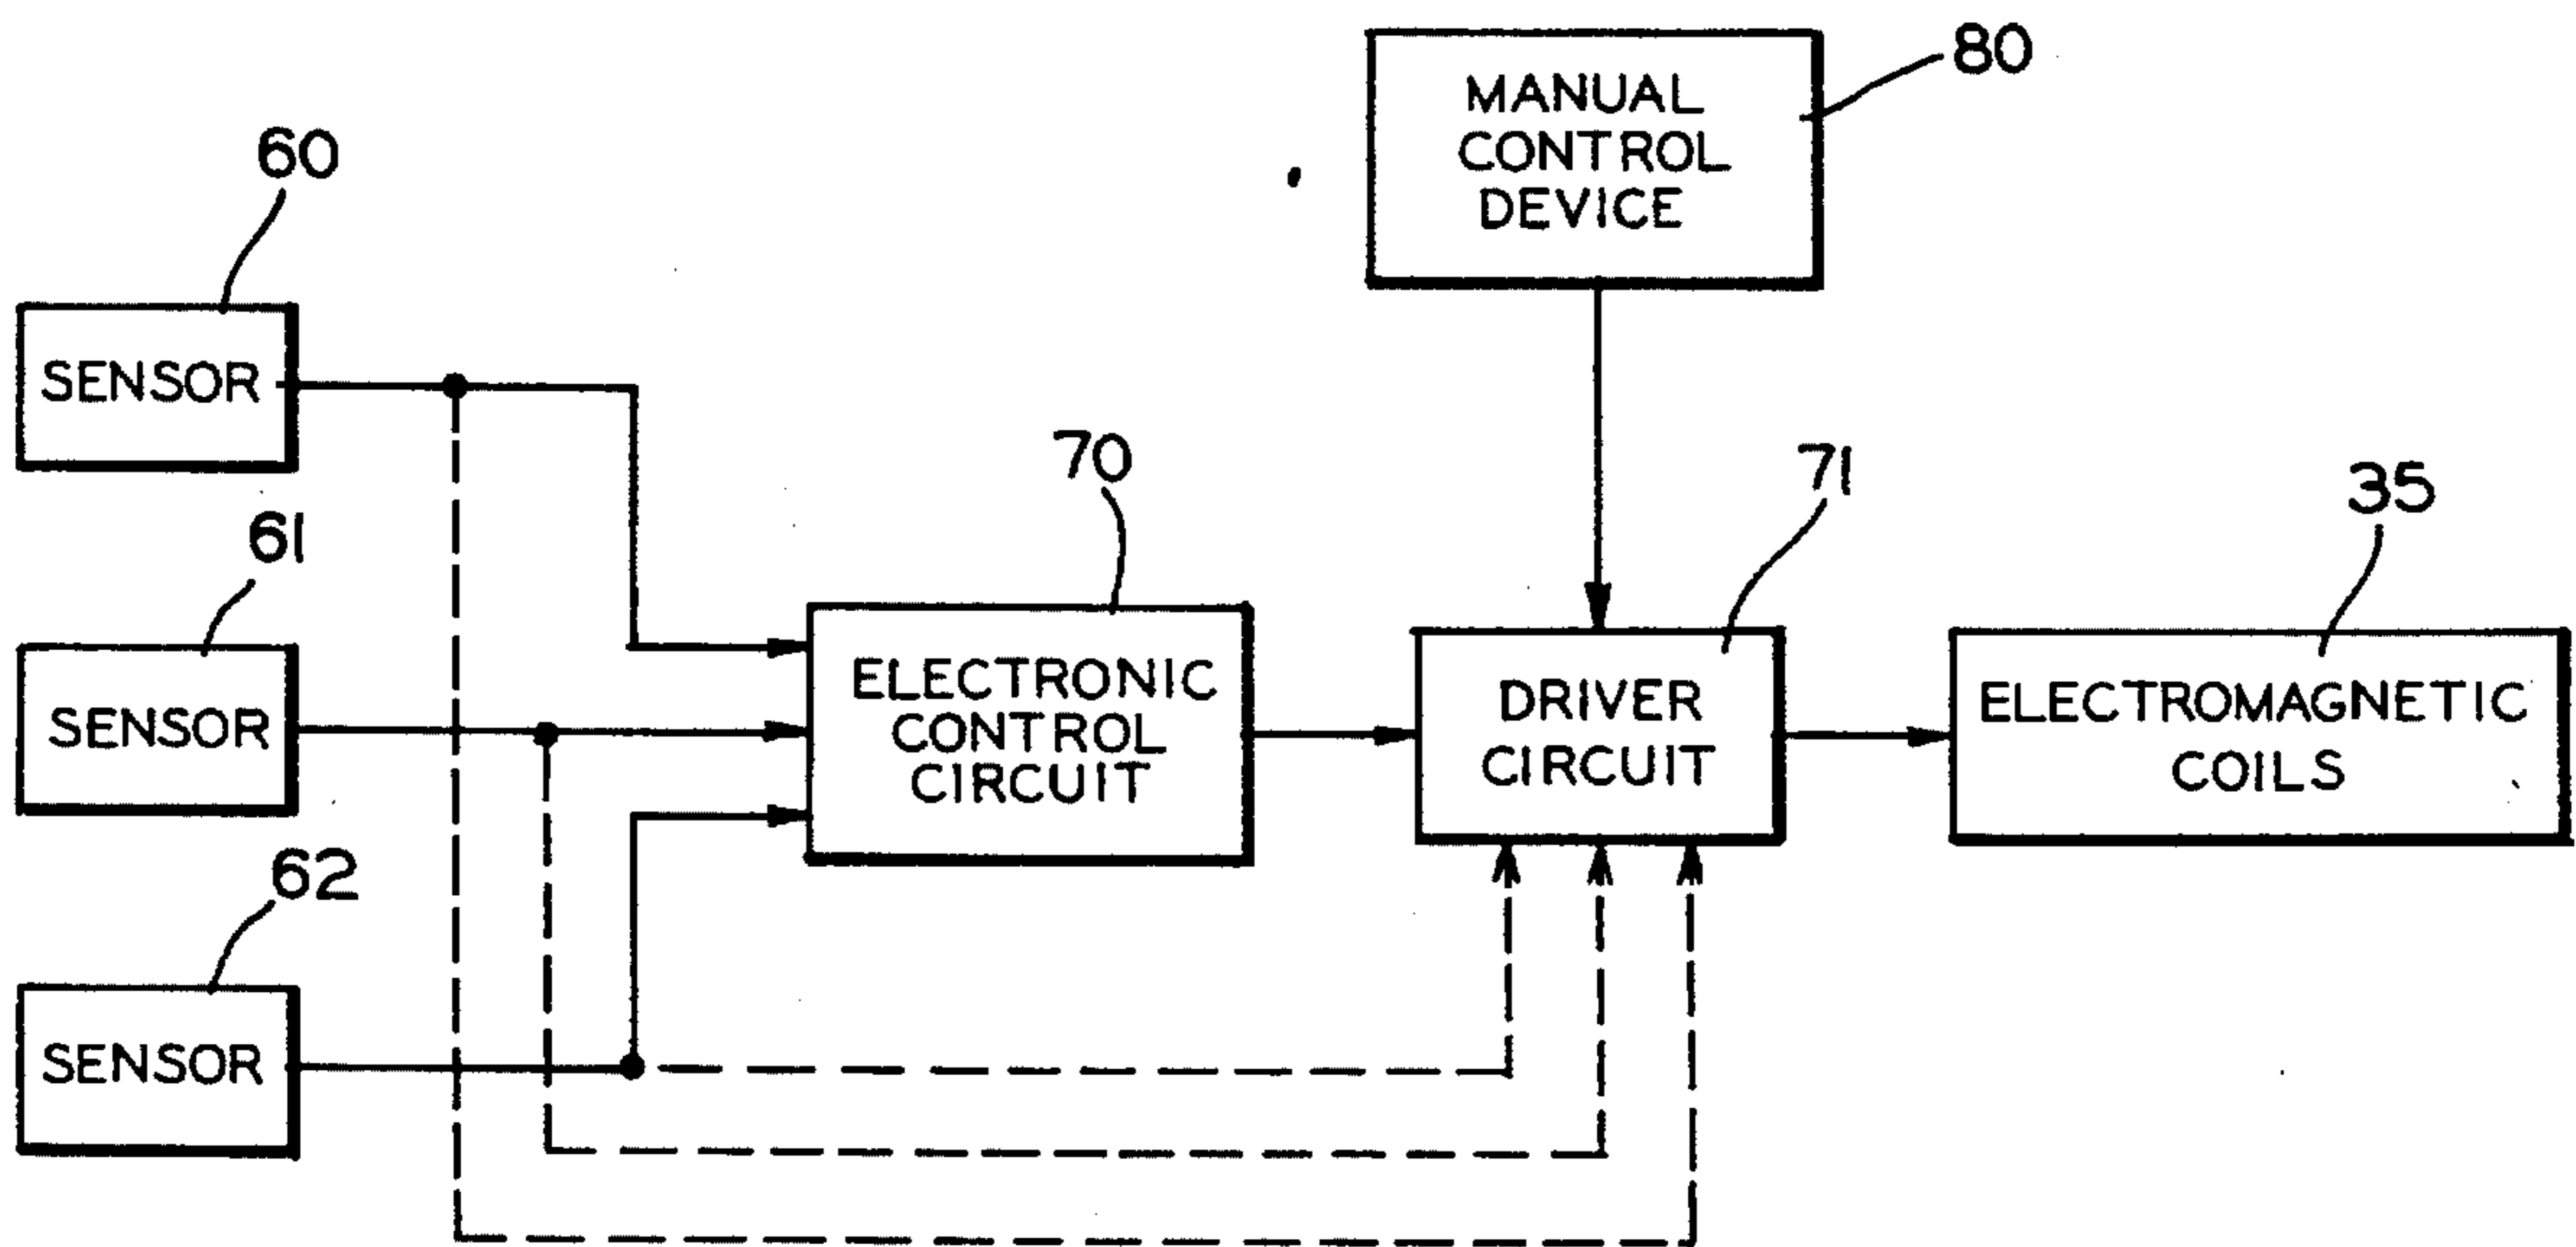 80
MANUAL
CONTROL
DEVICE
60
SENSOR
70
71
35
61
SENSOR
ELECTRONIC
CONTROL
CIRCUIT
DRIVER
CIRCUIT
ELECTROMAGNETIC
COILS
62
SENSOR